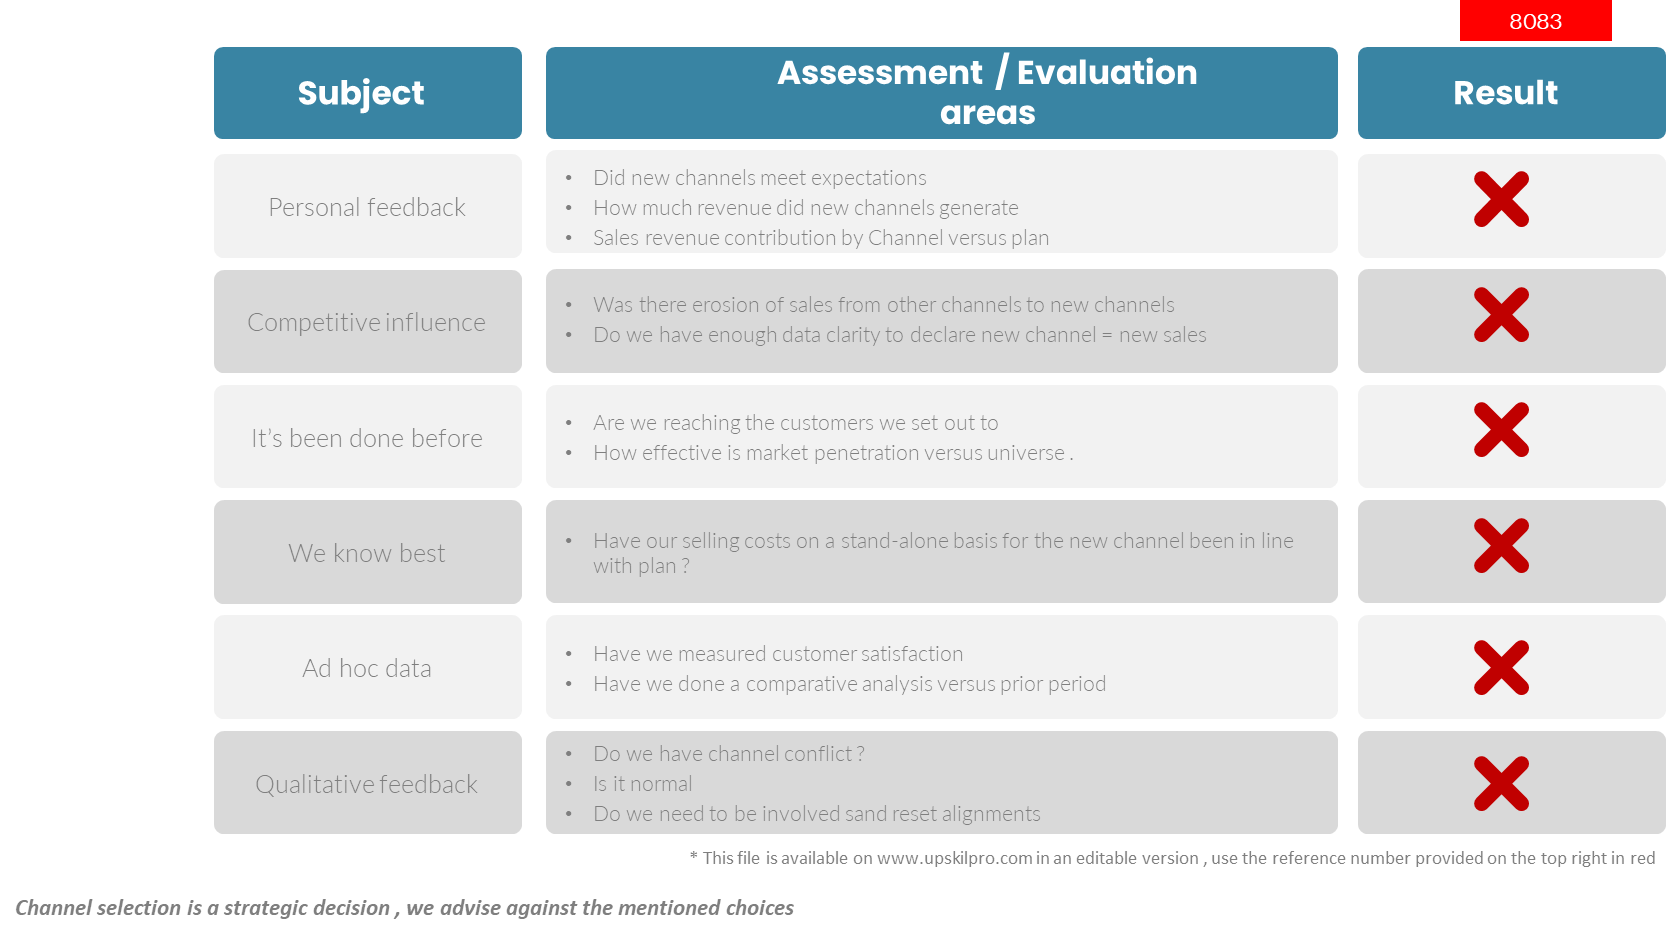 8083
Subject
Assessment / Evaluation
areas
Result
Personal feedback
• Did new channels meet expectations
• How much revenue did new channels generate
• Sales revenue contribution by Channel versus plan
Competitive influence
• Was there erosion of sales from other channels to new channels
• Do we have enough data clarity to declare new channel = new sales
It’s been done before
• Are we reaching the customers we set out to
• How effective is market penetration versus universe .
We know best
• Have our selling costs on a stand-alone basis for the new channel been in line
with plan ?
Ad hoc data
• Have we measured customer satisfaction
• Have we done a comparative analysis versus prior period
Qualitative feedback
• Do we have channel conflict ?
• Is it normal
• Do we need to be involved sand reset alignments
* This file is available on www.upskilpro.com in an editable version , use the reference number provided on the top right in red
Channel selection is a strategic decision , we advise against the mentioned choices